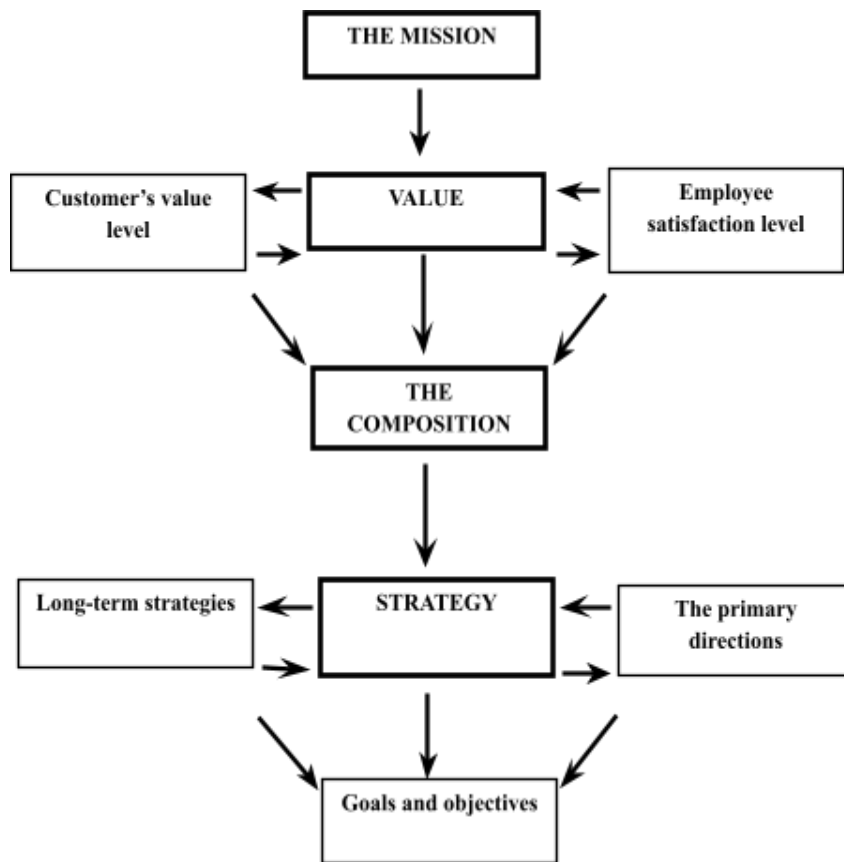 THE MISSION
Customer’s value
level
VALUE
Employee
satisfaction level
THE
COMPOSITION
Long-term strategies
STRATEGY
The primary
directions
Goals and objectives